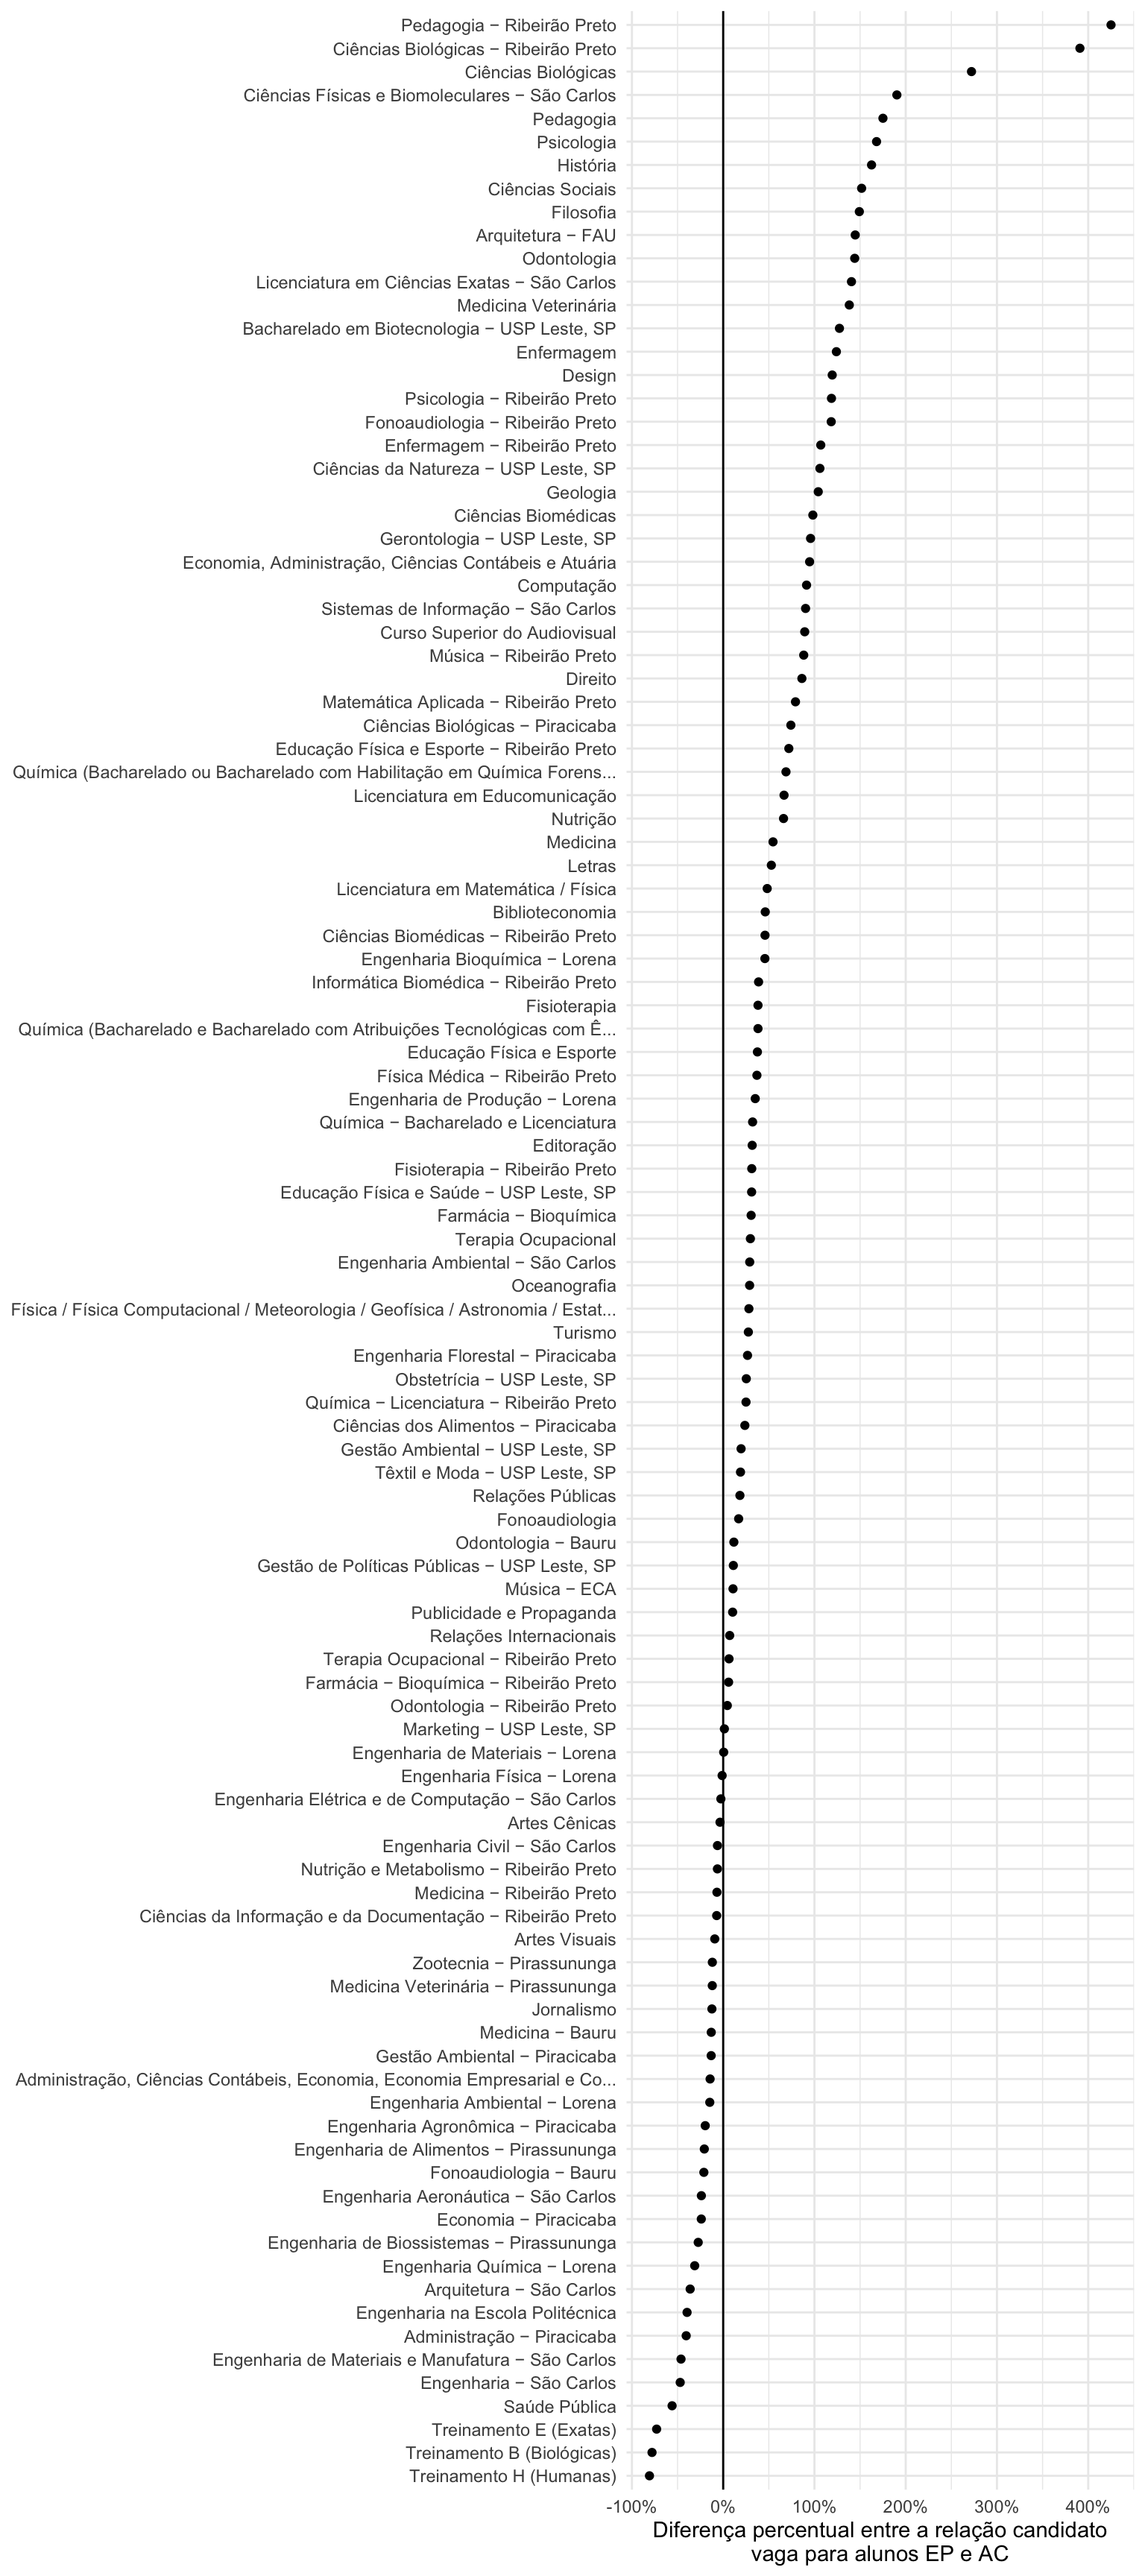 Pedagogia − Ribeirão Preto
Ciências Biológicas − Ribeirão Preto
Ciências Biológicas
Ciências Físicas e Biomoleculares − São Carlos
Pedagogia
Psicologia
História
Ciências Sociais
Filosofia
Arquitetura − FAU
Odontologia
Licenciatura em Ciências Exatas − São Carlos
Medicina Veterinária
Bacharelado em Biotecnologia − USP Leste, SP
Enfermagem
Design
Psicologia − Ribeirão Preto
Fonoaudiologia − Ribeirão Preto
Enfermagem − Ribeirão Preto
Ciências da Natureza − USP Leste, SP
Geologia
Ciências Biomédicas
Gerontologia − USP Leste, SP
Economia, Administração, Ciências Contábeis e Atuária
Computação
Sistemas de Informação − São Carlos
Curso Superior do Audiovisual
Música − Ribeirão Preto
Direito
Matemática Aplicada − Ribeirão Preto
Ciências Biológicas − Piracicaba
Educação Física e Esporte − Ribeirão Preto
Química (Bacharelado ou Bacharelado com Habilitação em Química Forens...
Licenciatura em Educomunicação
Nutrição
Medicina
Letras
Licenciatura em Matemática / Física
Biblioteconomia
Ciências Biomédicas − Ribeirão Preto
Engenharia Bioquímica − Lorena
Informática Biomédica − Ribeirão Preto
Fisioterapia
Química (Bacharelado e Bacharelado com Atribuições Tecnológicas com Ê...
Educação Física e Esporte
Física Médica − Ribeirão Preto
Engenharia de Produção − Lorena
Química − Bacharelado e Licenciatura
Editoração
Fisioterapia − Ribeirão Preto
Educação Física e Saúde − USP Leste, SP
Farmácia − Bioquímica
Terapia Ocupacional
Engenharia Ambiental − São Carlos
Oceanografia
Física / Física Computacional / Meteorologia / Geofísica / Astronomia / Estat...
Turismo
Engenharia Florestal − Piracicaba
Obstetrícia − USP Leste, SP
Química − Licenciatura − Ribeirão Preto
Ciências dos Alimentos − Piracicaba
Gestão Ambiental − USP Leste, SP
Têxtil e Moda − USP Leste, SP
Relações Públicas
Fonoaudiologia
Odontologia − Bauru
Gestão de Políticas Públicas − USP Leste, SP
Música − ECA
Publicidade e Propaganda
Relações Internacionais
Terapia Ocupacional − Ribeirão Preto
Farmácia − Bioquímica − Ribeirão Preto
Odontologia − Ribeirão Preto
Marketing − USP Leste, SP
Engenharia de Materiais − Lorena
Engenharia Física − Lorena
Engenharia Elétrica e de Computação − São Carlos
Artes Cênicas
Engenharia Civil − São Carlos
Nutrição e Metabolismo − Ribeirão Preto
Medicina − Ribeirão Preto
Ciências da Informação e da Documentação − Ribeirão Preto
Artes Visuais
Zootecnia − Pirassununga
Medicina Veterinária − Pirassununga
Jornalismo
Medicina − Bauru
Gestão Ambiental − Piracicaba
Administração, Ciências Contábeis, Economia, Economia Empresarial e Co...
Engenharia Ambiental − Lorena
Engenharia Agronômica − Piracicaba
Engenharia de Alimentos − Pirassununga
Fonoaudiologia − Bauru
Engenharia Aeronáutica − São Carlos
Economia − Piracicaba
Engenharia de Biossistemas − Pirassununga
Engenharia Química − Lorena
Arquitetura − São Carlos
Engenharia na Escola Politécnica
Administração − Piracicaba
Engenharia de Materiais e Manufatura − São Carlos
Engenharia − São Carlos
Saúde Pública
Treinamento E (Exatas)
Treinamento B (Biológicas)
Treinamento H (Humanas)
-100% 0% 100% 200% 300% 400%
Diferença percentual entre a relação candidato
vaga para alunos EP e AC